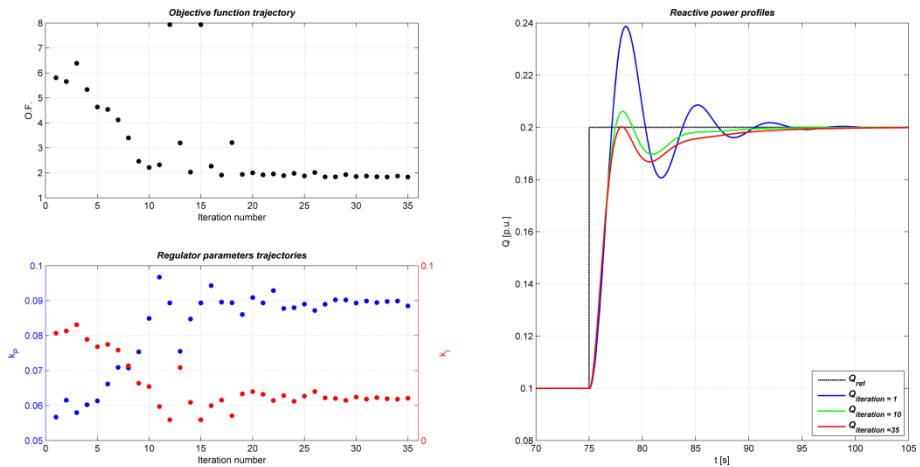 Objective function trajectory
8
7
6
5
4
3
2
1
O.F.
0 5 10 15 20 25 30 35
Iteration number
Regulator parameters trajectories
0.1
0.09
0.08
0.07
0.06
0.05
kp
0.1
0
kI
0 5 10 15 20 25 30 35
Iteration number
Reactive power profiles
0.24
0.22
0.2
0.18
0.16
0.14
0.12
0.1
0.08
Q [p.u.]
70 75 80 85 90 95 100 105
t [s]
Qref
Qiteration = 1
Qiteration = 10
Qiteration =35